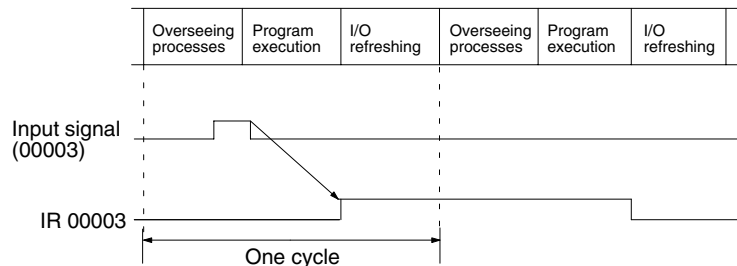 Overseeing processes
Program execution
I/O refreshing
Overseeing processes
Program execution
I/O refreshing
Input signal
(00003)
IR 00003
One cycle